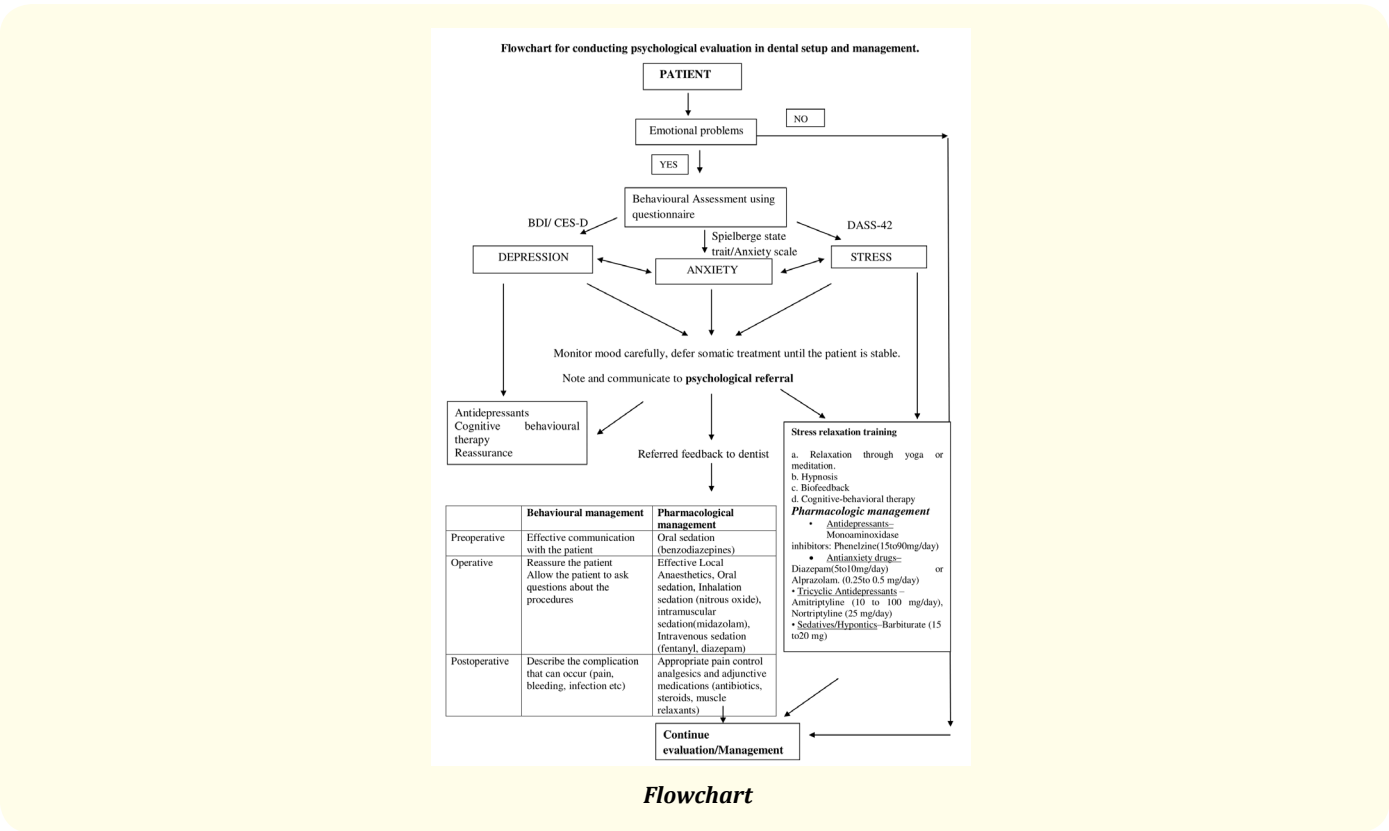 Flowchart for conducting psychological evaluation in dental setup and management.
PATIENT
NO
Emotional problems
YES
Behavioural Assessment using
questionnaire
BDI/ CES-D
DASS-42
Spielberge state
trait/Anxiety scale
DEPRESSION
STRESS
ANXIETY
Monitor mood carefully, defer somatic treatment until the patient is stable.
Note and communicate to psychological referral
Antidepressants
Cognitive behavioural
therapy
Reassurance
Referred feedback to dentist
Stress relaxation training
a. Relaxation through yoga or
meditation.
b. Hypnosis
c. Biofeedback
d. Cognitive-behavioral therapy
Pharmacologic management
• Antidepressants–
Monoaminoxidase
inhibitors: Phenelzine(15to90mg/day)
• Antianxiety drugs–
Diazepam(5to10mg/day) or
Alprazolam. (0.25to 0.5 mg/day)
• Tricyclic Antidepressants –
Amitriptyline (10 to 100 mg/day),
Nortriptyline (25 mg/day)
• Sedatives/Hypontics–Barbiturate (15
to20 mg)
Behavioural management
Pharmacological
management
Preoperative
Effective communication
with the patient
Oral sedation
(benzodiazepines)
Operative
Reassure the patient
Allow the patient to ask
questions about the
procedures
Effective Local
Anaesthetics, Oral
sedation, Inhalation
sedation (nitrous oxide),
intramuscular
sedation(midazolam),
Intravenous sedation
(fentanyl, diazepam)
Postoperative
Describe the complication
that can occur (pain,
bleeding, infection etc)
Appropriate pain control
analgesics and adjunctive
medications (antibiotics,
steroids, muscle
relaxants)
Continue
evaluation/Management
Flowchart